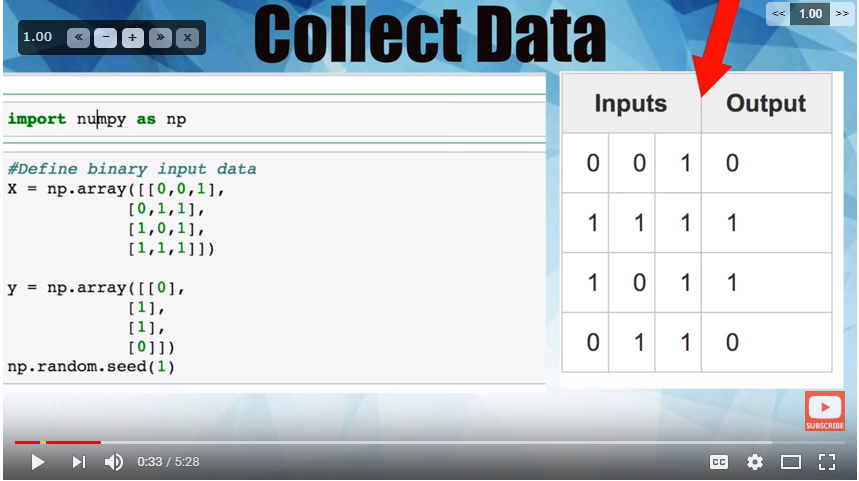 1.00 « − + » x
<< 1.00 >>
Collect Data
import numpy as np
#Define binary input data
X = np.array([[0,0,1],
[0,1,1],
[1,0,1],
[1,1,1]])
y = np.array([[0],
[1],
[1],
[0]])
np.random.seed(1)
Inputs Output
0 0 1 0
1 1 1 1
1 0 1 1
0 1 1 0
SUBSCRIBE
0:33 / 5:28
CC